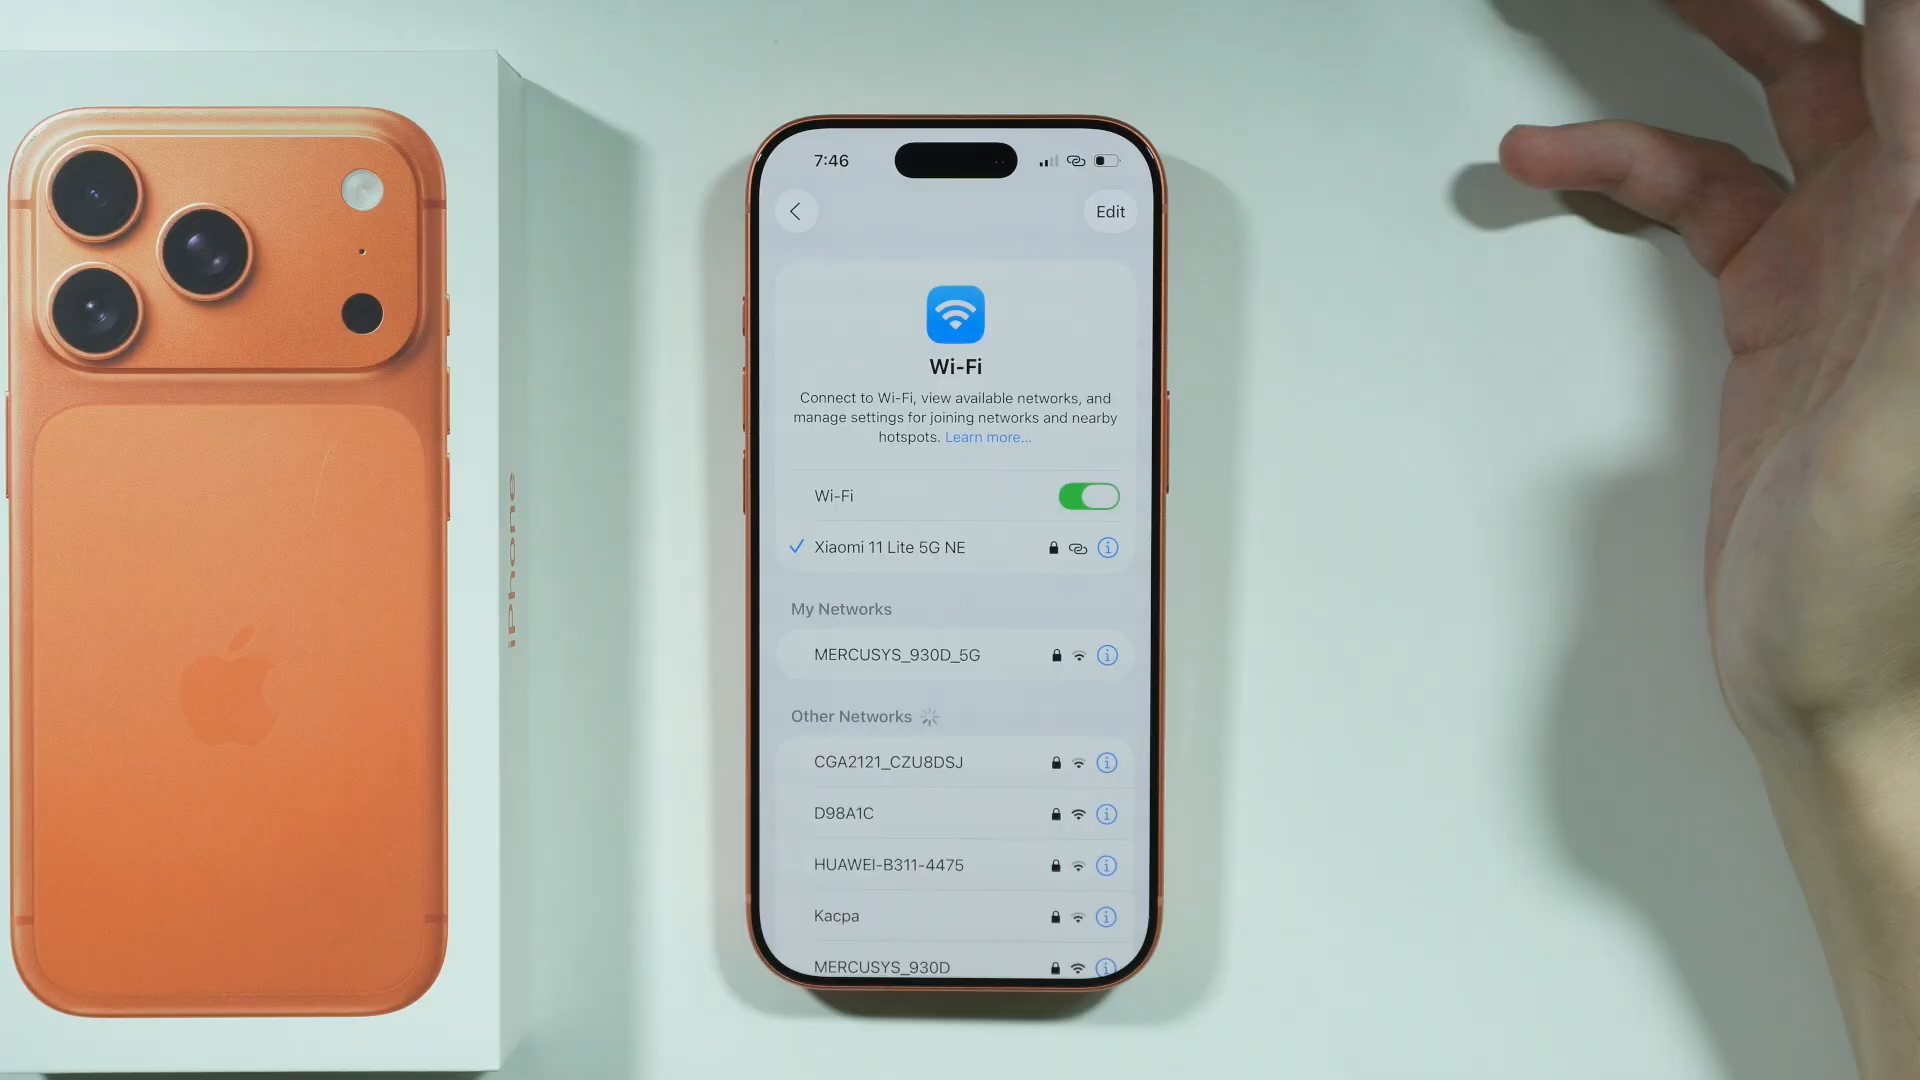 iPhone
7:46
Edit
Wi-Fi
Connect to Wi-Fi, view available networks, and
manage settings for joining networks and nearby
hotspots. Learn more...
Wi-Fi
Xiaomi 11 Lite 5G NE
My Networks
MERCUSYS_930D_5G
Other Networks
CGA2121_CZU8DSJ
D98A1C
HUAWEI-B311-4475
Kacpa
MERCUSYS_930D